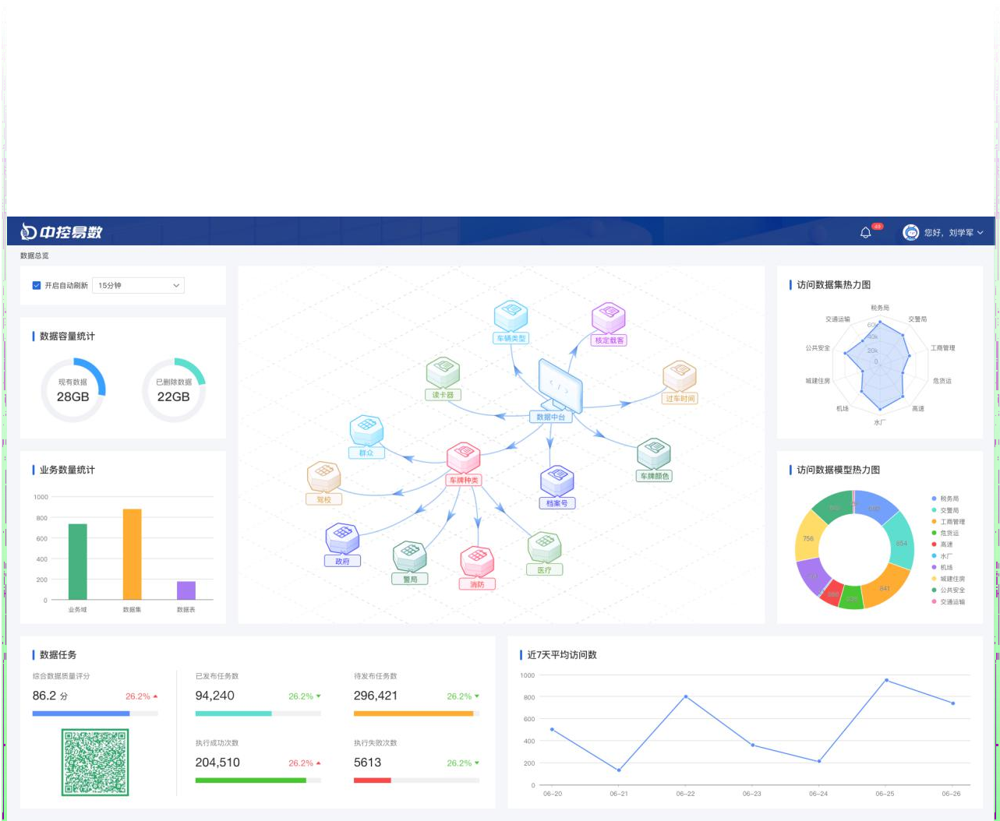 中控易数
49
您好，刘学军
数据总览
开启自动刷新
15分钟
数据容量统计
现有数据
28GB
已删除数据
22GB
业务数量统计
1000
800
600
400
200
0
业务域
数据集
数据表
车辆类型
核定载客
读卡器
过车时间
数据中台
群众
车牌种类
车牌颜色
驾校
档案号
政府
警局
消防
医疗
访问数据集热力图
税务局
交通运输
交警局
60k
40k
公共安全
工商管理
20k
0
城建住房
危货运
机场
高速
水厂
访问数据模型热力图
654
756
841
税务局
交警局
工商管理
危货运
高速
水厂
机场
城建住房
公共安全
交通运输
数据任务
综合数据质量评分
86.2 分
26.2%
已发布任务数
94,240
26.2%
待发布任务数
296,421
26.2%
执行成功次数
204,510
26.2%
执行失败次数
5613
26.2%
近7天平均访问数
1000
800
600
400
200
0
06-20
06-21
06-22
06-23
06-24
06-25
06-26